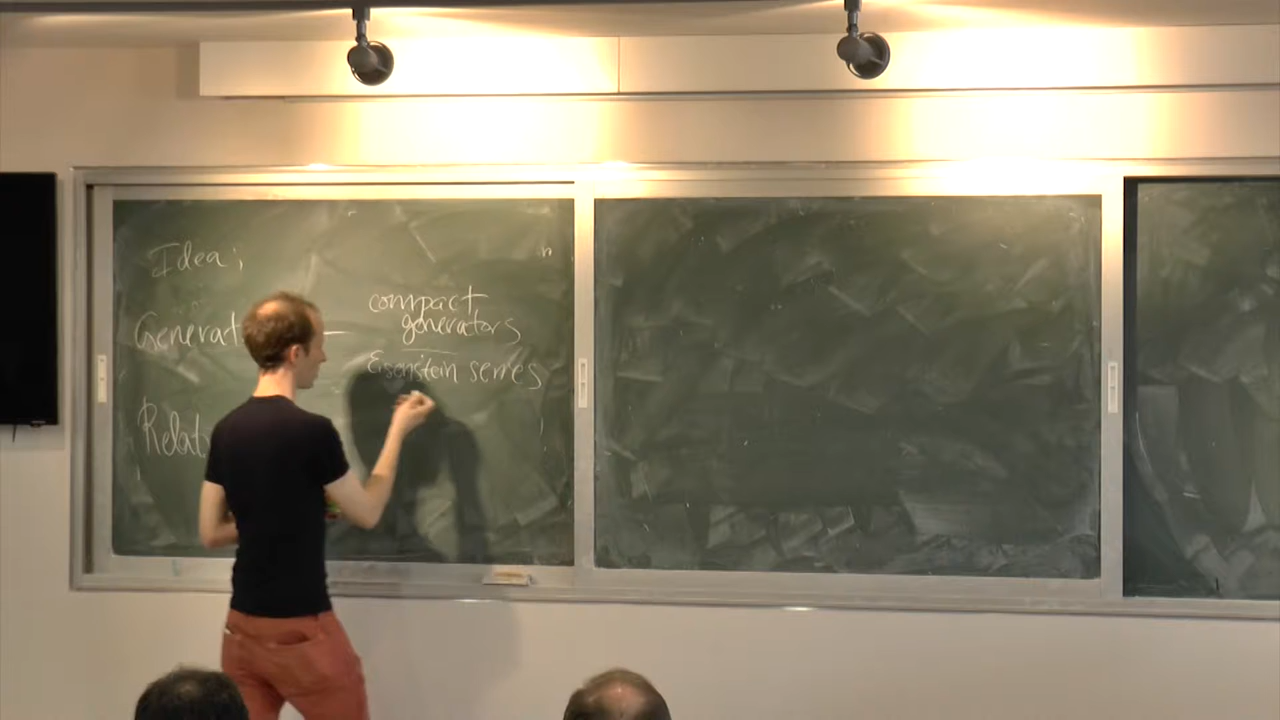 Idea:
compact
Generat — generators
Eisenstein series
Relat